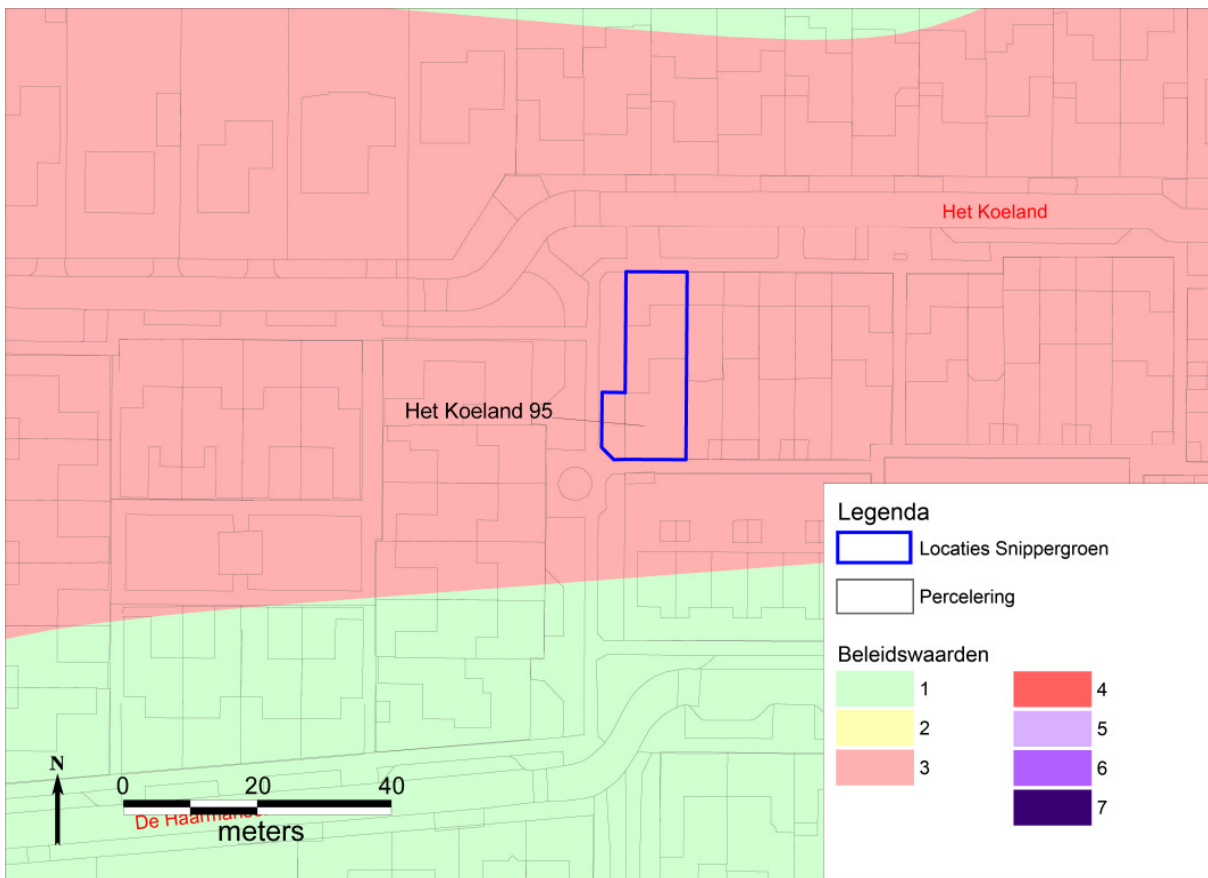 Het Koeland
Het Koeland 95
Legenda
Locaties Snippergroen
Percelering
Beleidswaarden
1
2
3
4
5
6
7
N
0 20 40
meters
De